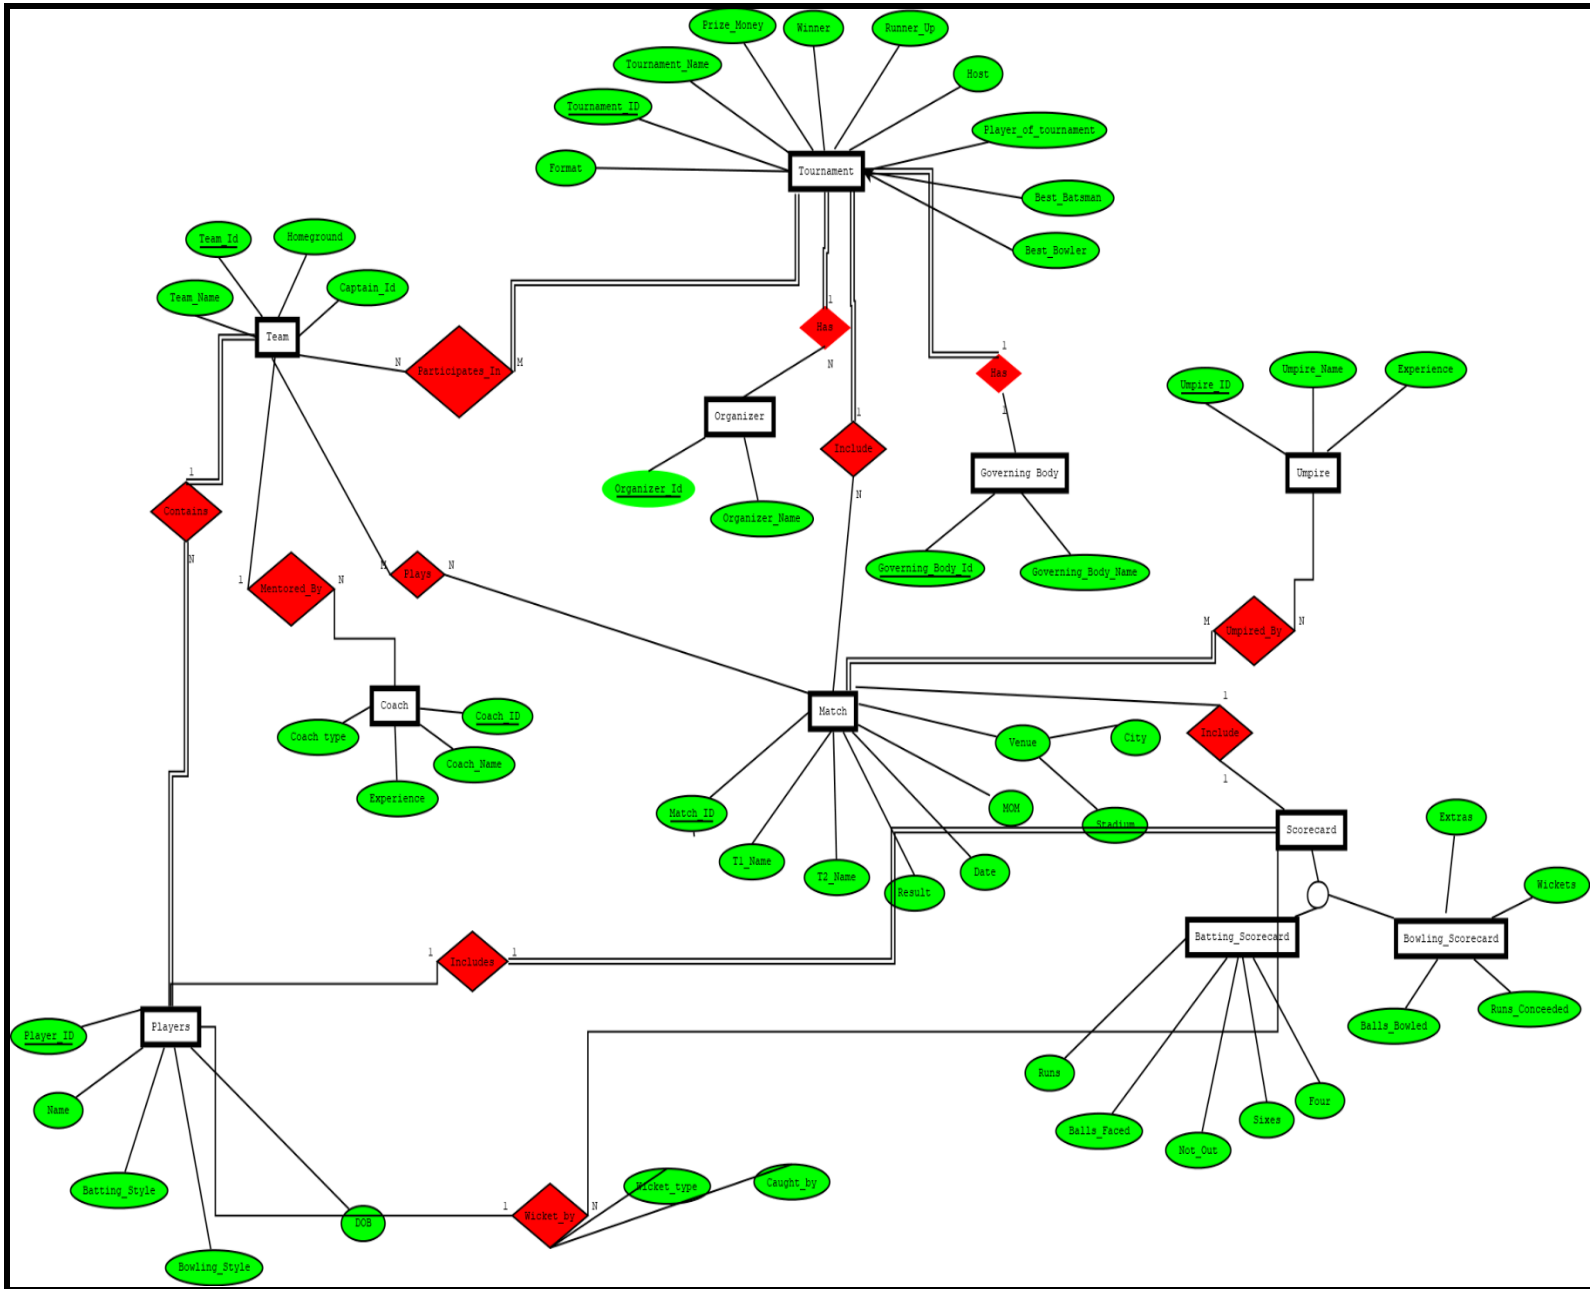 Prize_Money
Winner
Runner_Up
Tournament_Name
Host
Tournament_ID
Player_of_tournament
Format
Tournament
Best_Batsman
Best_Bowler
Team_Id
Homeground
Team_Name
Captain_Id
Team
N
Participates_In
M
1
Has
N
1
Has
1
Organizer
Organizer_Id
Organizer_Name
1
Include
N
Governing Body
Governing_Body_Id
Governing_Body_Name
Umpire_ID
Umpire_Name
Experience
Umpire
1
Contains
N
1
Mentored_By
N
M
Plays
N
M
Umpired_By
N
Coach
Coach type
Coach_ID
Coach_Name
Experience
Match
Venue
City
Stadium
MOM
Match_ID
T1_Name
T2_Name
Result
Date
1
Include
1
Scorecard
Extras
Wickets
Batting_Scorecard
Bowling_Scorecard
Balls_Bowled
Runs_Conceeded
1
Includes
1
Players
Player_ID
Name
Batting_Style
Bowling_Style
DOB
Runs
Balls_Faced
Not_Out
Sixes
Four
1
Wicket_by
N
Wicket_type
Caught_by